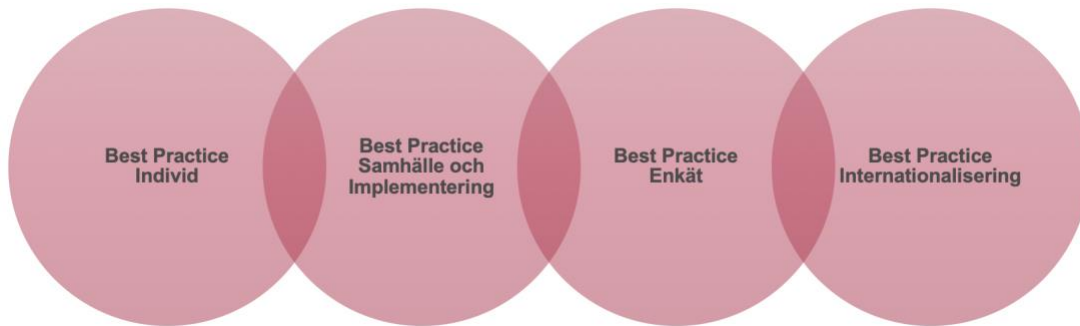 Best Practice
Individ
Best Practice
Samhälle och
Implementering
Best Practice
Enkät
Best Practice
Internationalisering